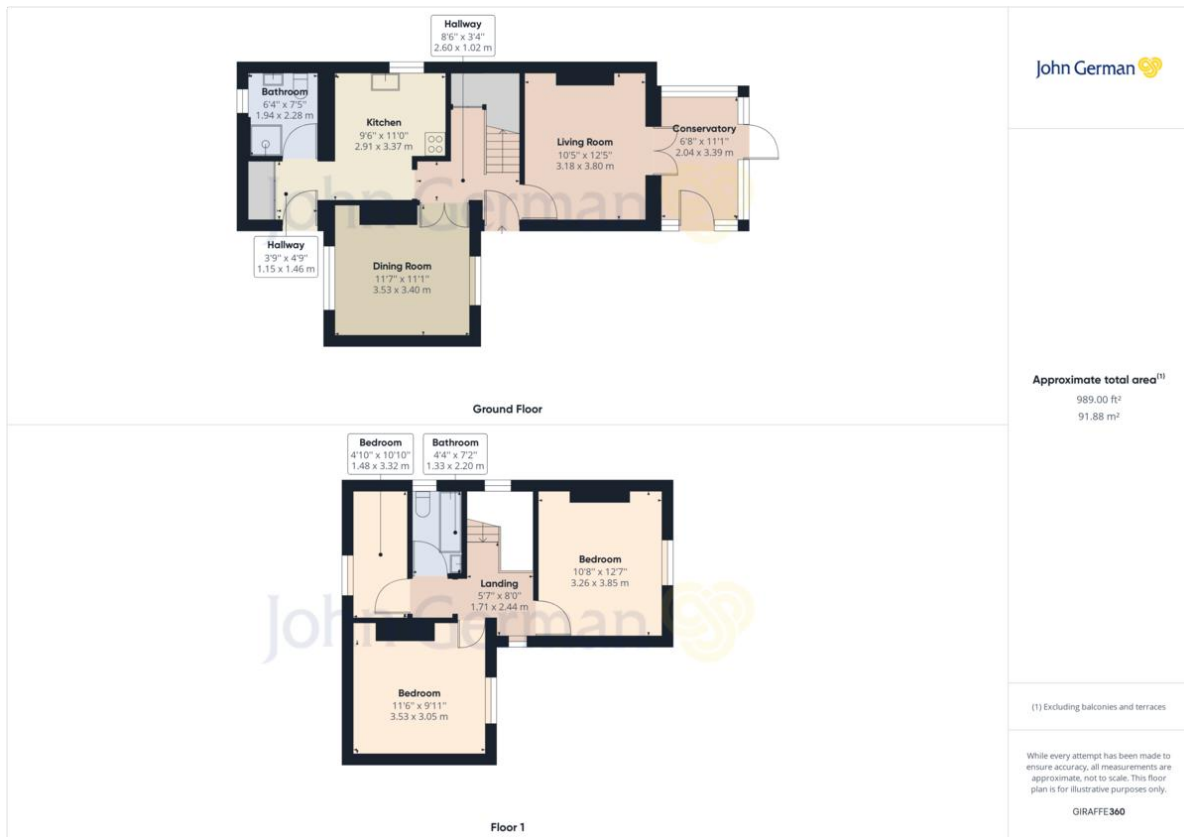 Hallway
8'6" x 3'4"
2.60 x 1.02 m
Bathroom
6'4" x 7'5"
1.94 x 2.28 m
Kitchen
9'6" x 11'0"
2.91 x 3.37 m
Living Room
10'5" x 12'5"
3.18 x 3.80 m
Conservatory
6'8" x 11'1"
2.04 x 3.39 m
Hallway
3'9" x 4'9"
1.15 x 1.46 m
Dining Room
11'7" x 11'1"
3.53 x 3.40 m
John German
Ground Floor
Bedroom
4'10" x 10'10"
1.48 x 3.32 m
Bathroom
4'4" x 7'2"
1.33 x 2.20 m
Landing
5'7" x 8'0"
1.71 x 2.44 m
Bedroom
10'8" x 12'7"
3.26 x 3.85 m
Bedroom
11'6" x 9'11"
3.53 x 3.05 m
John German
Floor 1
John German
Approximate total area(1)
989.00 ft²
91.88 m²
(1) Excluding balconies and terraces
While every attempt has been made to
ensure accuracy, all measurements are
approximate, not to scale. This floor
plan is for illustrative purposes only.
GIRAFFE360